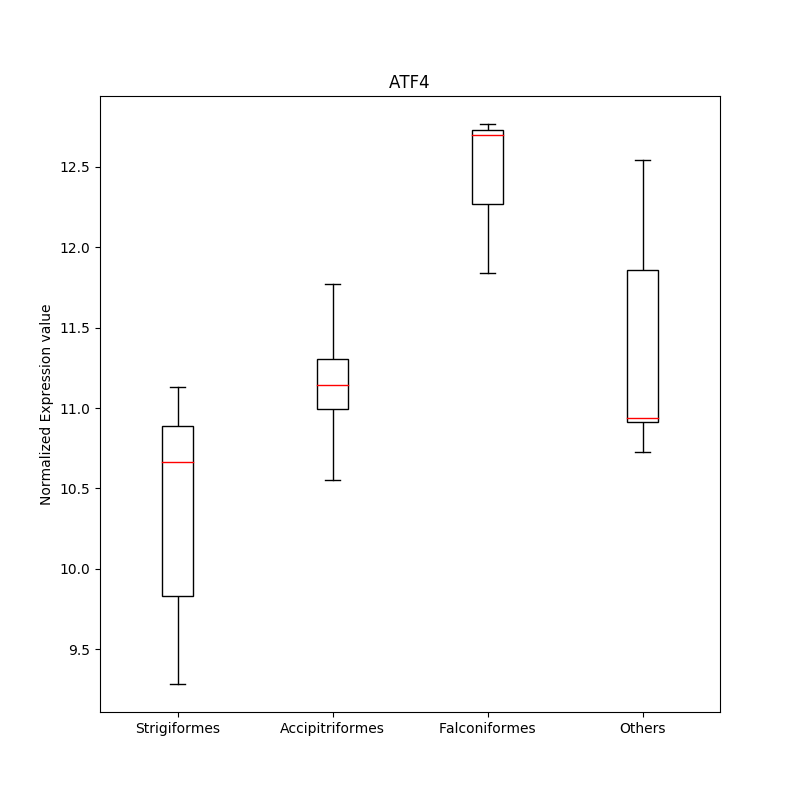 ATF4
Normalized Expression value
12.5
12.0
11.5
11.0
10.5
10.0
9.5
Strigiformes Accipitriformes Falconiformes Others